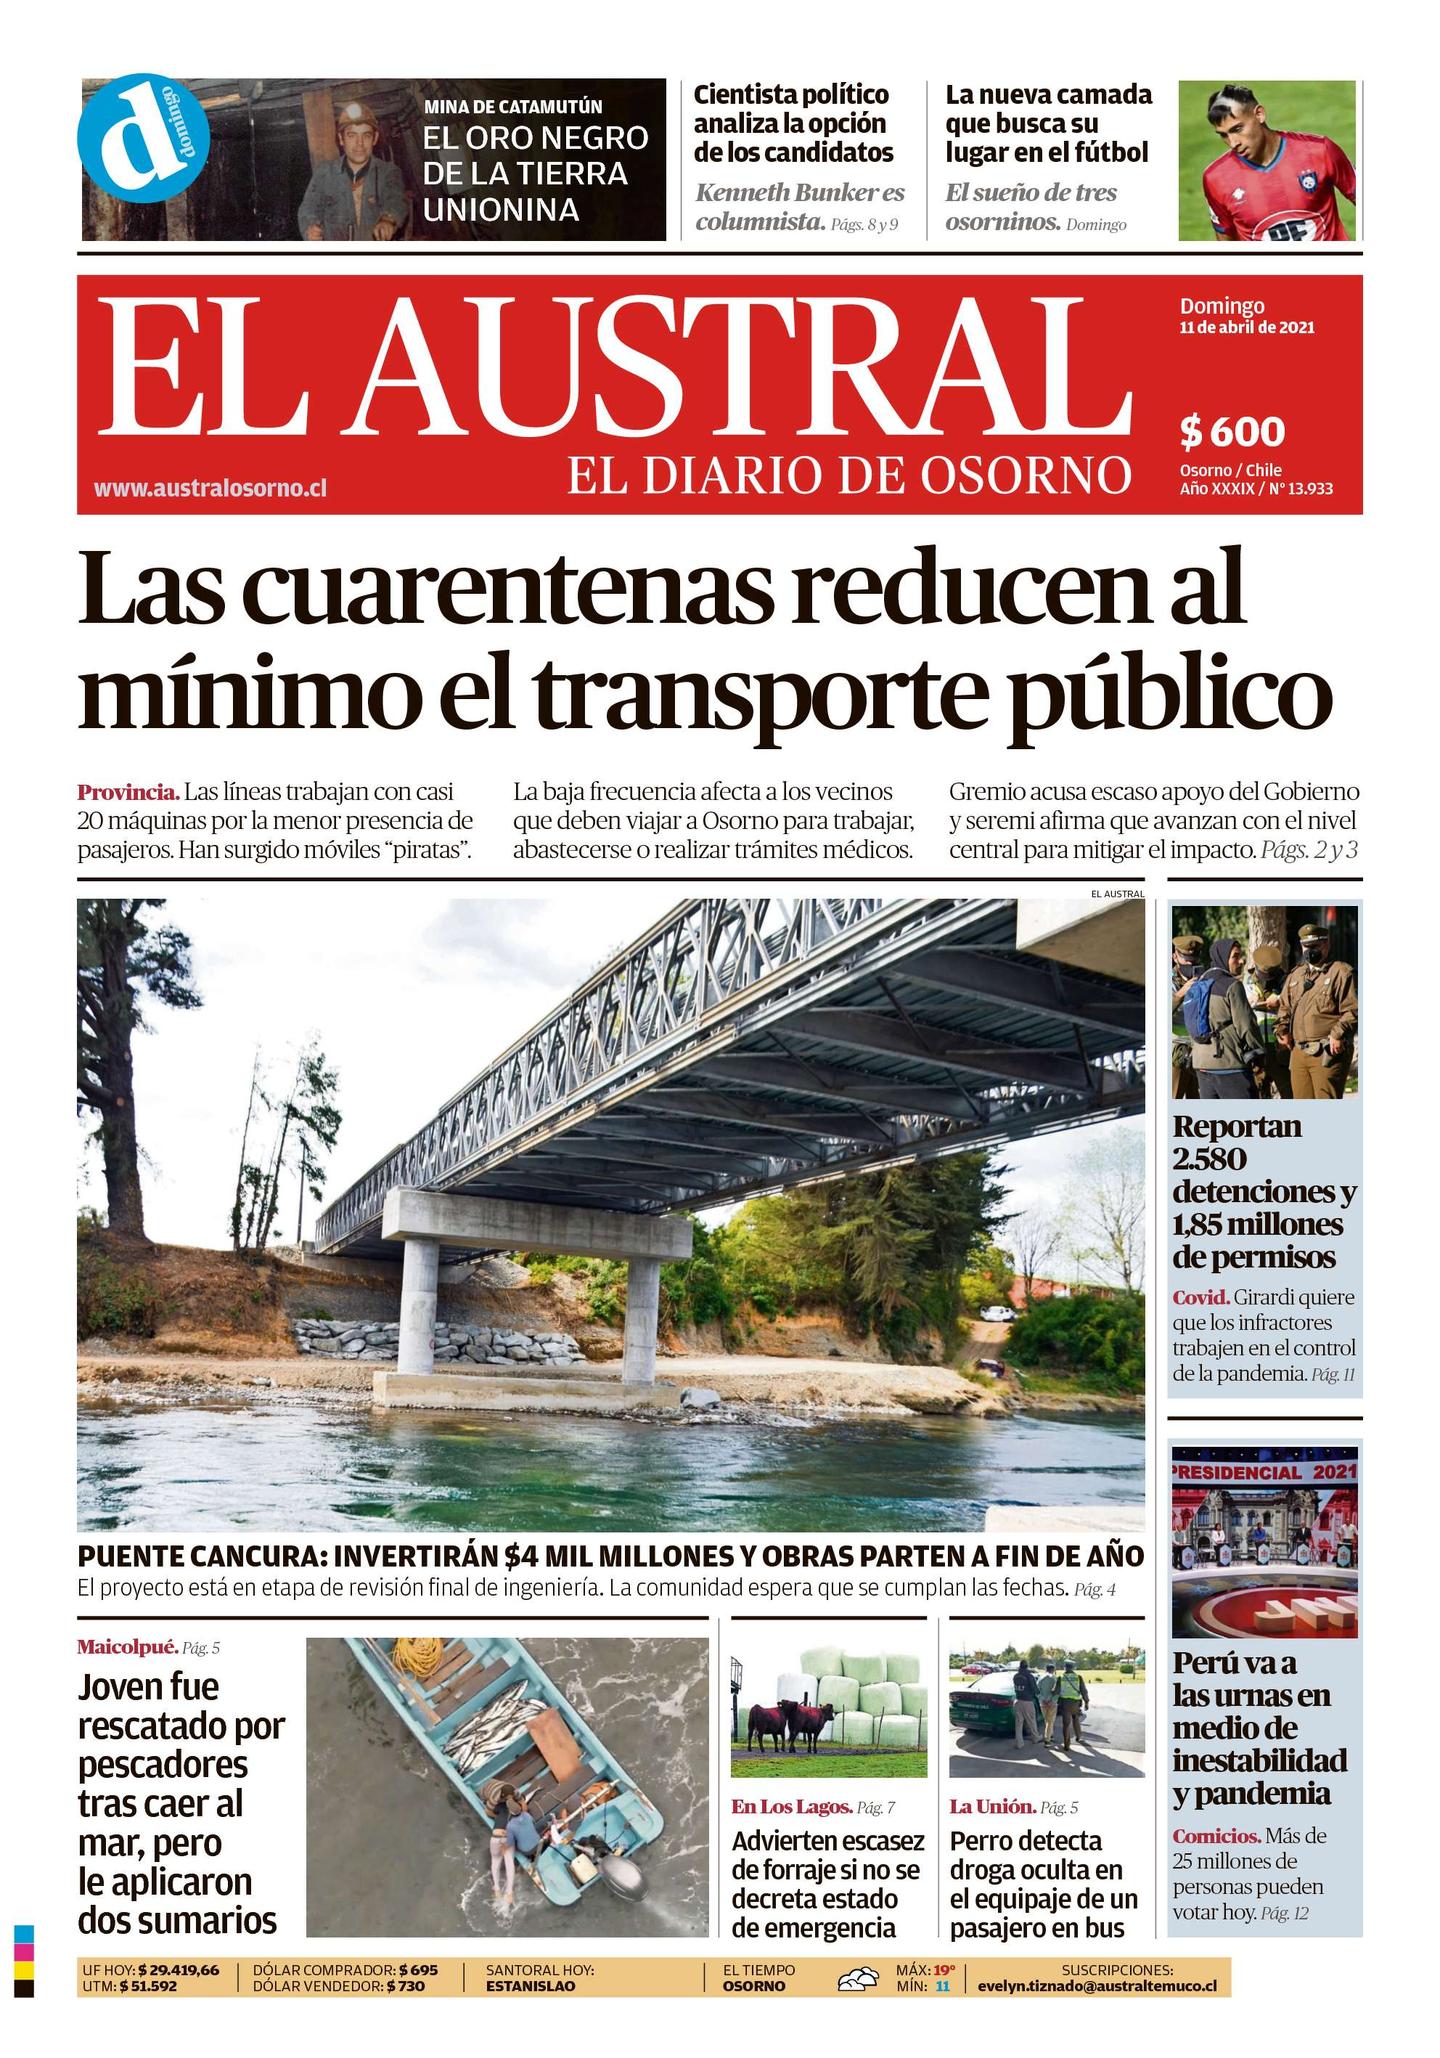 domingo
d
MINA DE CATAMUTÚN
EL ORO NEGRO
DE LA TIERRA
UNIONINA
Cientista político
analiza la opción
de los candidatos
Kenneth Bunker es
columnista. Págs. 8 y 9
La nueva camada
que busca su
lugar en el fútbol
El sueño de tres
osorninos. Domingo
EL AUSTRAL
EL DIARIO DE OSORNO
www.australosorno.cl
Domingo
11 de abril de 2021
$ 600
Osorno / Chile
Año XXXIX / N° 13.933
Las cuarentenas reducen al
mínimo el transporte público
Provincia. Las líneas trabajan con casi
20 máquinas por la menor presencia de
pasajeros. Han surgido móviles “piratas”.
La baja frecuencia afecta a los vecinos
que deben viajar a Osorno para trabajar,
abastecerse o realizar trámites médicos.
Gremio acusa escaso apoyo del Gobierno
y seremi afirma que avanzan con el nivel
central para mitigar el impacto. Págs. 2 y 3
EL AUSTRAL
PUENTE CANCURA: INVERTIRÁN $4 MIL MILLONES Y OBRAS PARTEN A FIN DE AÑO
El proyecto está en etapa de revisión final de ingeniería. La comunidad espera que se cumplan las fechas. Pág. 4
Reportan
2.580
detenciones y
1,85 millones
de permisos
Covid. Girardi quiere
que los infractores
trabajen en el control
de la pandemia. Pág. 11
PRESIDENCIAL 2021
JN
Perú va a
las urnas en
medio de
inestabilidad
y pandemia
Comicios. Más de
25 millones de
personas pueden
votar hoy. Pág. 12
Maicolpué. Pág. 5
Joven fue
rescatado por
pescadores
tras caer al
mar, pero
le aplicaron
dos sumarios
En Los Lagos. Pág. 7
Advierten escasez
de forraje si no se
decreta estado
de emergencia
La Unión. Pág. 5
Perro detecta
droga oculta en
el equipaje de un
pasajero en bus
UF HOY: $ 29.419,66
UTM: $ 51.592
DÓLAR COMPRADOR: $ 695
DÓLAR VENDEDOR: $ 730
SANTORAL HOY:
ESTANISLAO
EL TIEMPO
OSORNO
MÁX: 19°
MÍN: 11
SUSCRIPCIONES:
evelyn.tiznado@australtemuco.cl